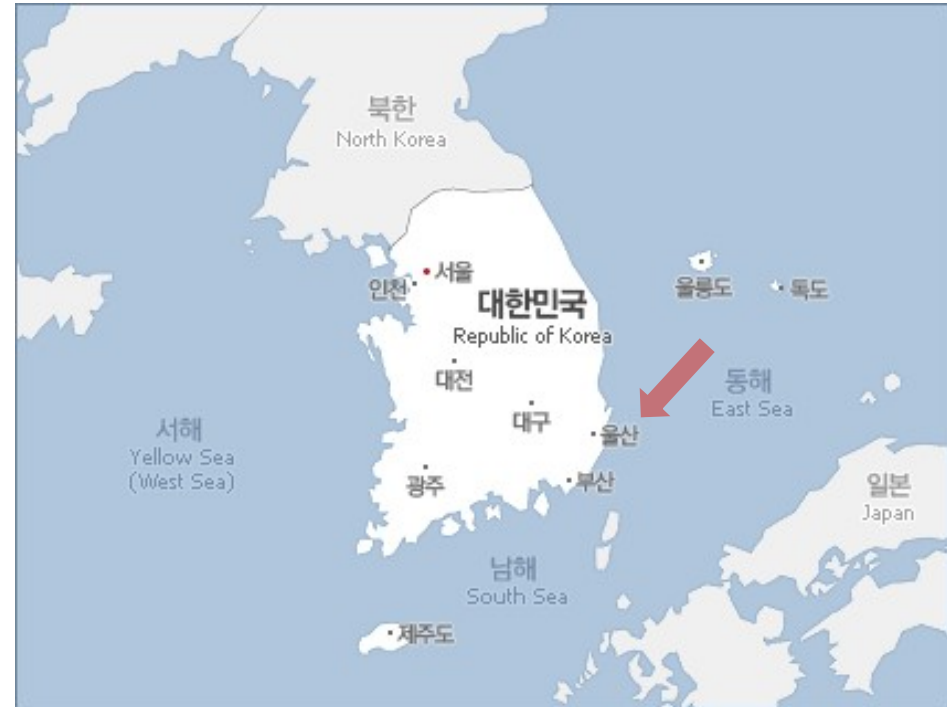 북한
North Korea
서울
인천
대한민국
Republic of Korea
울릉도
독도
대전
동해
East Sea
대구
울산
서해
Yellow Sea
(West Sea)
광주
부산
일본
Japan
남해
South Sea
제주도